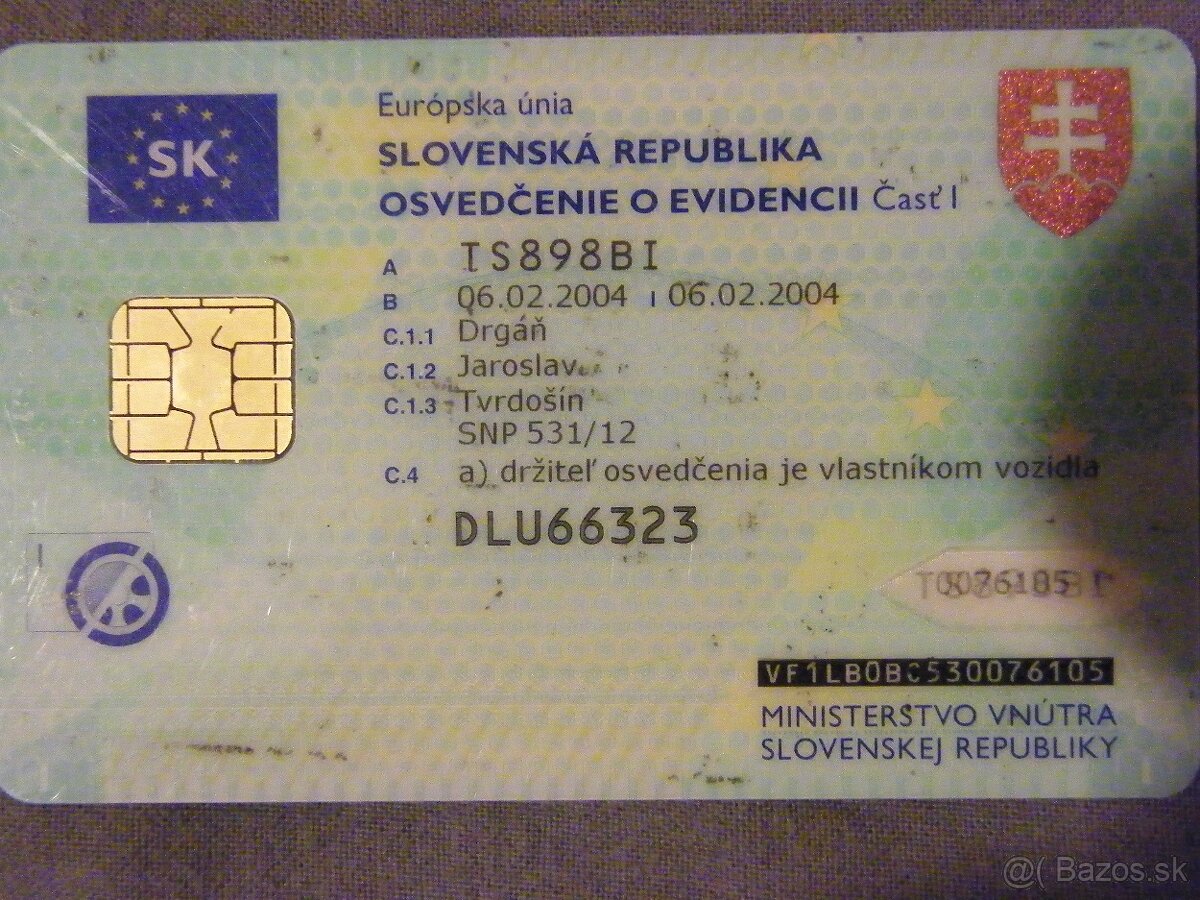 SK
Európska únia
SLOVENSKÁ REPUBLIKA
OSVEDČENIE O EVIDENCII Časť I
A TS898BI
B 06.02.2004 I 06.02.2004
C.1.1 Drgáň
C.1.2 Jaroslav
C.1.3 Tvrdošín
SNP 531/12
C.4 a) držiteľ osvedčenia je vlastníkom vozidla
DLU66323
VF1LB0BC530076105
MINISTERSTVO VNÚTRA
SLOVENSKEJ REPUBLIKY
@( Bazos.sk